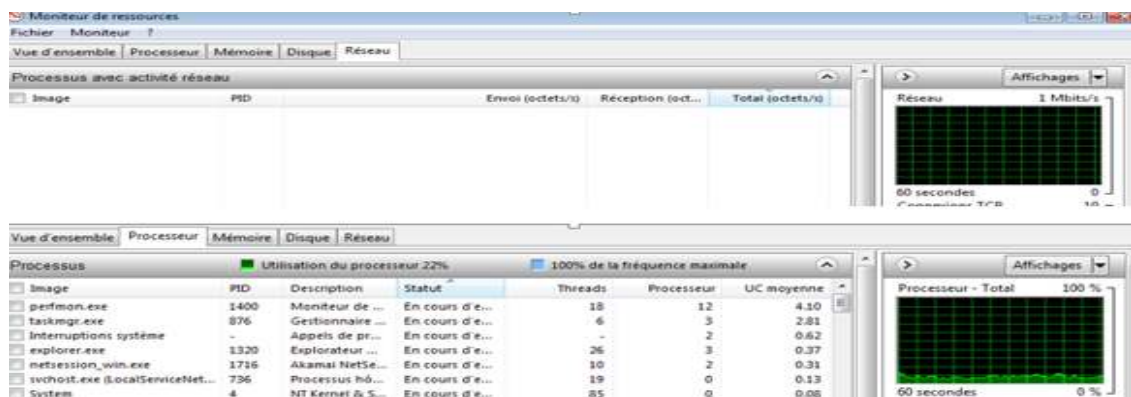 Moniteur de ressources
Fichier Moniteur ?
Vue d'ensemble Processeur Mémoire Disque Réseau
Processus avec activité réseau
Affichages
Image PID Envoi (octets/s) Réception (oct... Total (octets/s)
Réseau 1 Mbits/s
60 secondes 0
Connexions TCP 10
Vue d'ensemble Processeur Mémoire Disque Réseau
Processus Utilisation du processeur 22% 100% de la fréquence maximale
Affichages
Image PID Description Statut Threads Processeur UC moyenne
Processeur - Total 100 %
perfmon.exe 1400 Moniteur de ... En cours d'e... 18 12 4.10
taskmgr.exe 876 Gestionnaire ... En cours d'e... 6 3 2.81
Interruptions système - Appels de pr... En cours d'e... - 2 0.62
explorer.exe 1320 Explorateur ... En cours d'e... 26 3 0.37
netsession_win.exe 1716 Akamai NetSe... En cours d'e... 10 2 0.31
svchost.exe (LocalServiceNet... 736 Processus hô... En cours d'e... 19 0 0.13
System 4 NT Kernel & S... En cours d'e... 85 0 0.08
60 secondes 0 %